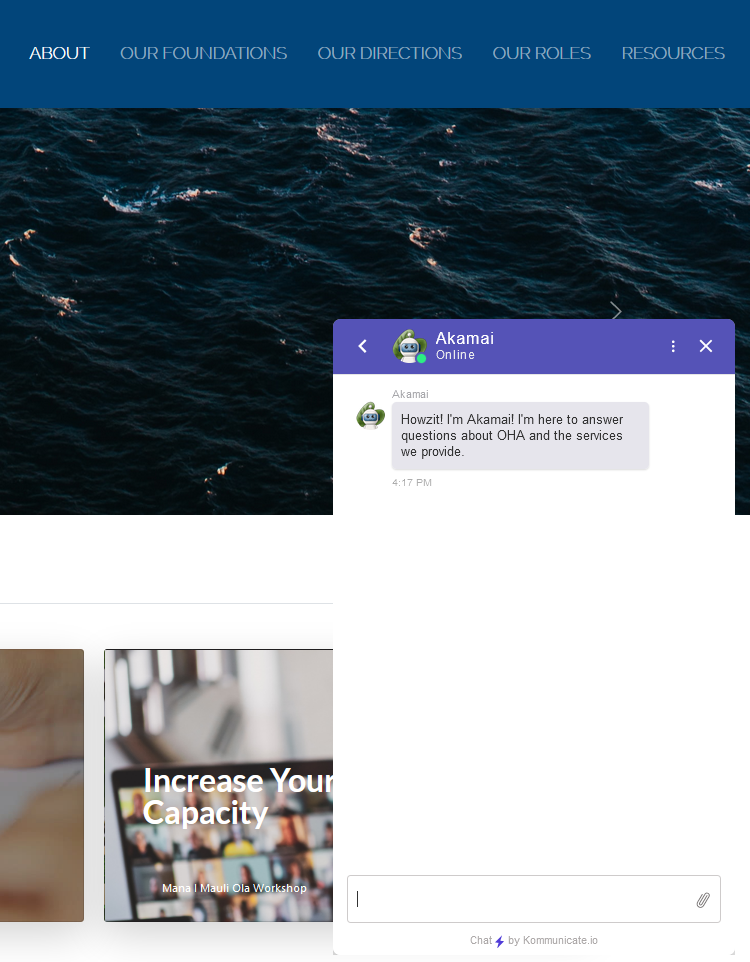 ABOUT OUR FOUNDATIONS OUR DIRECTIONS OUR ROLES RESOURCES
Akamai
Online
Akamai
Howzit! I'm Akamai! I'm here to answer
questions about OHA and the services
we provide.
4:17 PM
Increase Your
Capacity
Mana I Mauli Ola Workshop
Chat by Kommunicate.io